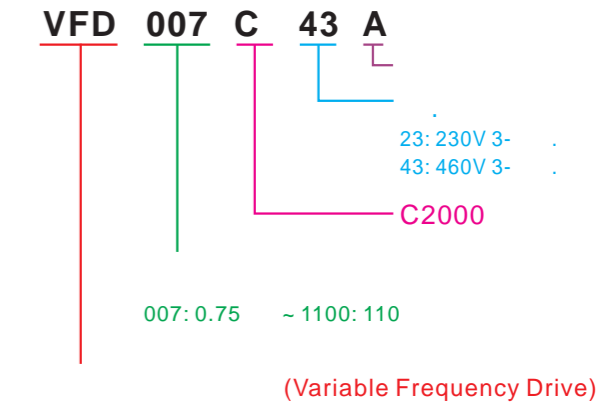 VFD 007 C 43 A
.
23: 230V 3- .
43: 460V 3- .
C2000
007: 0.75 ~ 1100: 110
(Variable Frequency Drive)